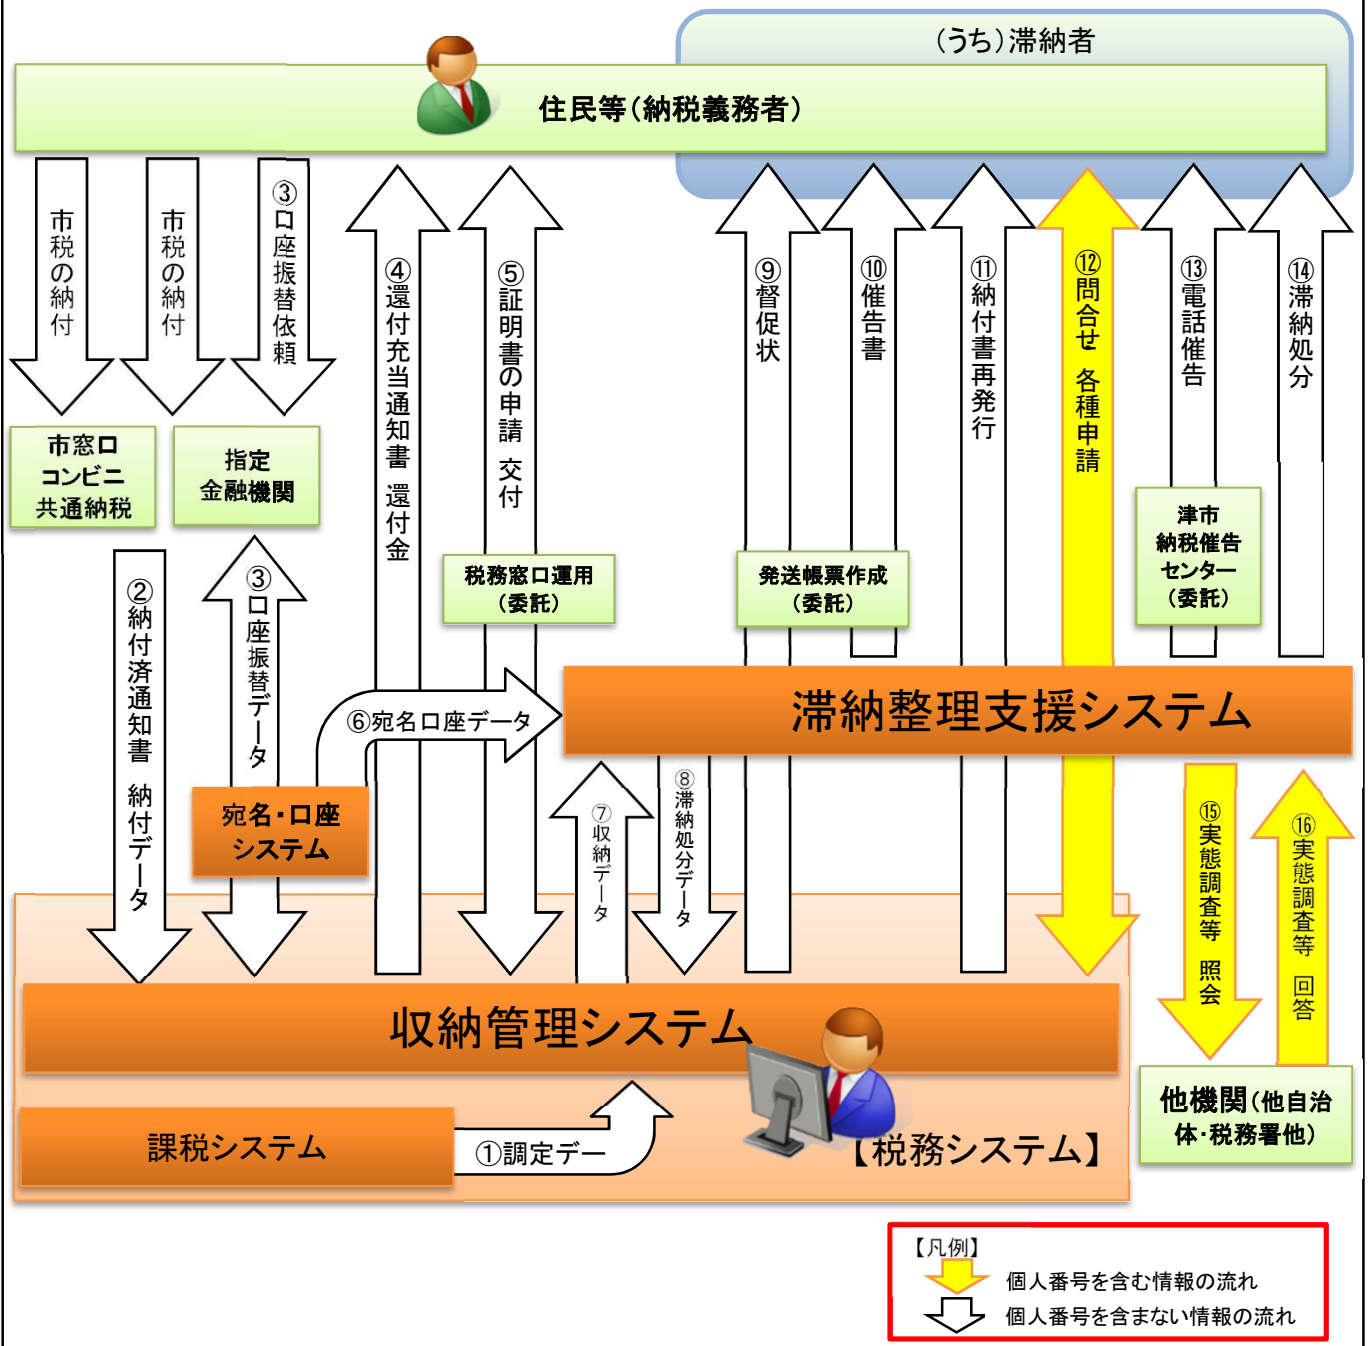 (うち)滞納者
住民等(納税義務者)
市税の納付
市税の納付
③口座振替依頼
④還付充当通知書 還付金
⑤証明書の申請 交付
⑨督促状
⑩催告書
⑪納付書再発行
⑫問合せ 各種申請
⑬電話催告
⑭滞納処分
市窓口
コンビニ
共通納税
指定
金融機関
税務窓口運用
(委託)
発送帳票作成
(委託)
津市
納税催告
センター
(委託)
②納付済通知書 納付データ
③口座振替データ
⑥宛名口座データ
滞納整理支援システム
宛名・口座
システム
⑦収納データ
⑧滞納処分データ
⑮実態調査等 照会
⑯実態調査等 回答
収納管理システム
課税システム
①調定デー
【税務システム】
他機関(他自治
体・税務署他)
【凡例】
個人番号を含む情報の流れ
個人番号を含まない情報の流れ